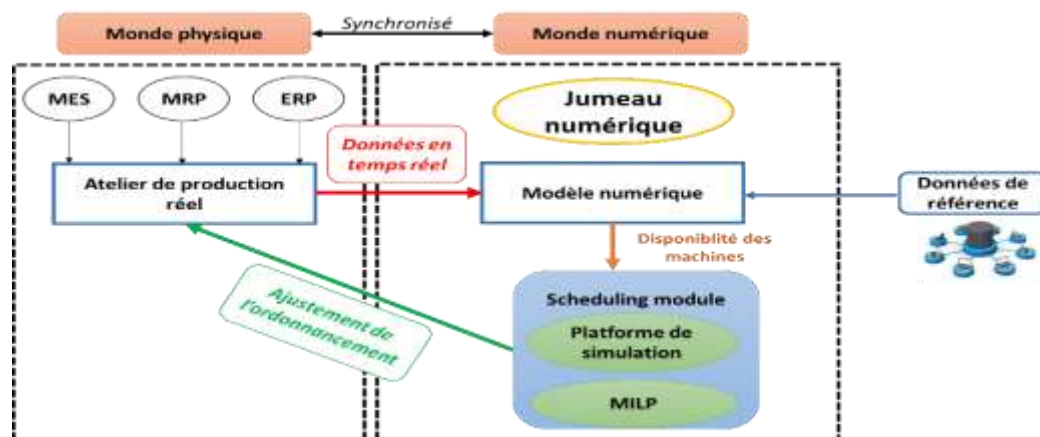 Monde physique
Synchronisé
Monde numérique
MES
MRP
ERP
Jumeau
numérique
Données en
temps réel
Atelier de production
réel
Modèle numérique
Données de
référence
Disponiblité des
machines
Ajustement de
l'ordonnancement
Scheduling module
Platforme de
simulation
MILP